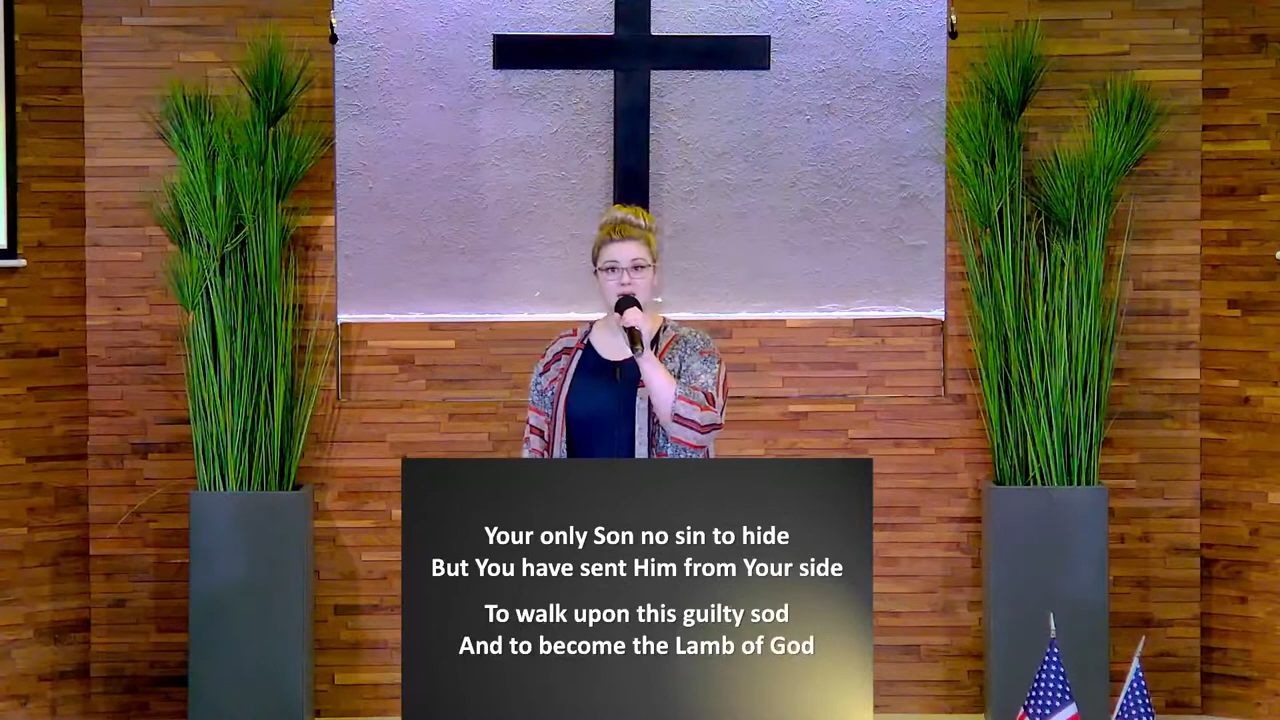 Your only Son no sin to hide
But You have sent Him from Your side
To walk upon this guilty sod
And to become the Lamb of God